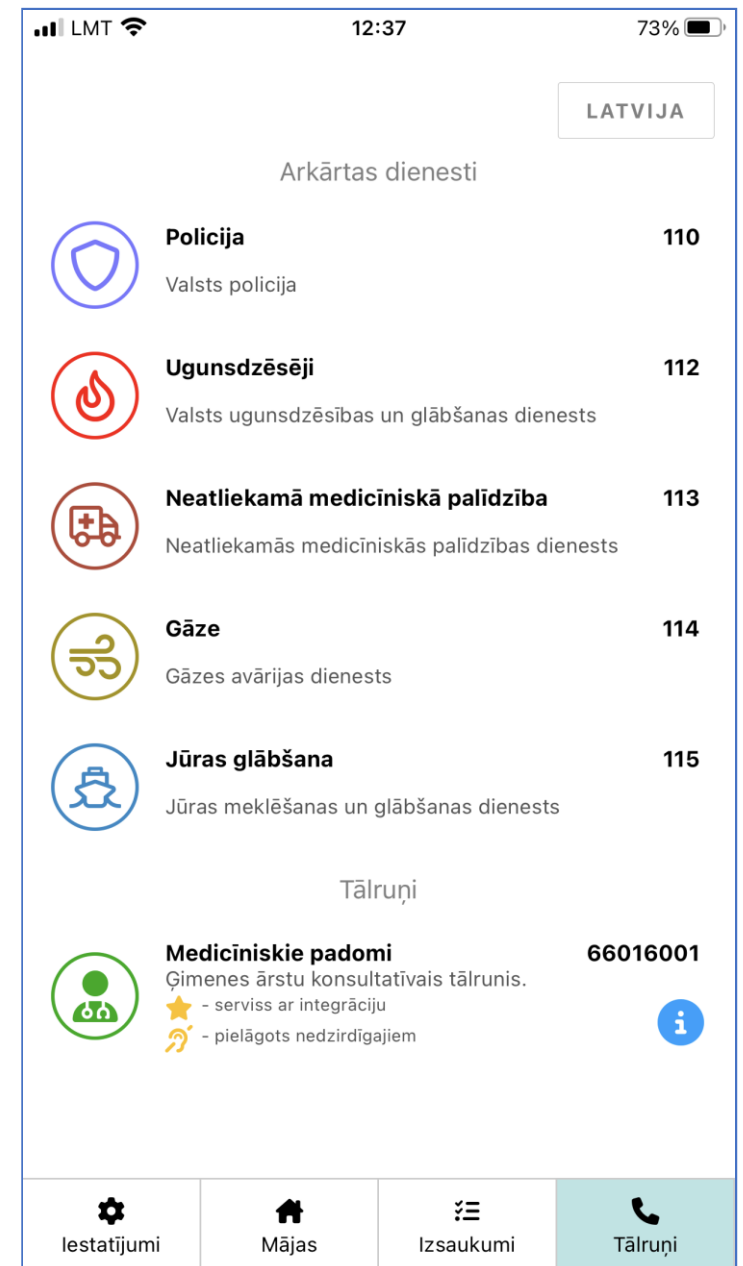 LMT 12:37 73%
LATVIJA
Arkārtas dienesti
Policija 110
Valsts policija
Ugunsdzēsēji 112
Valsts ugunsdzēsības un glābšanas dienests
Neatliekamā medicīniskā palīdzība 113
Neatliekamās medicīniskās palīdzības dienests
Gāze 114
Gāzes avārijas dienests
Jūras glābšana 115
Jūras meklēšanas un glābšanas dienests
Tālruņi
Medicīniskie padomi 66016001
Ģimenes ārstu konsultatīvais tālrunis.
- serviss ar integrāciju
- pielāgots nedzirdīgajiem
Iestatījumi Mājas Izsaukumi Tālruņi